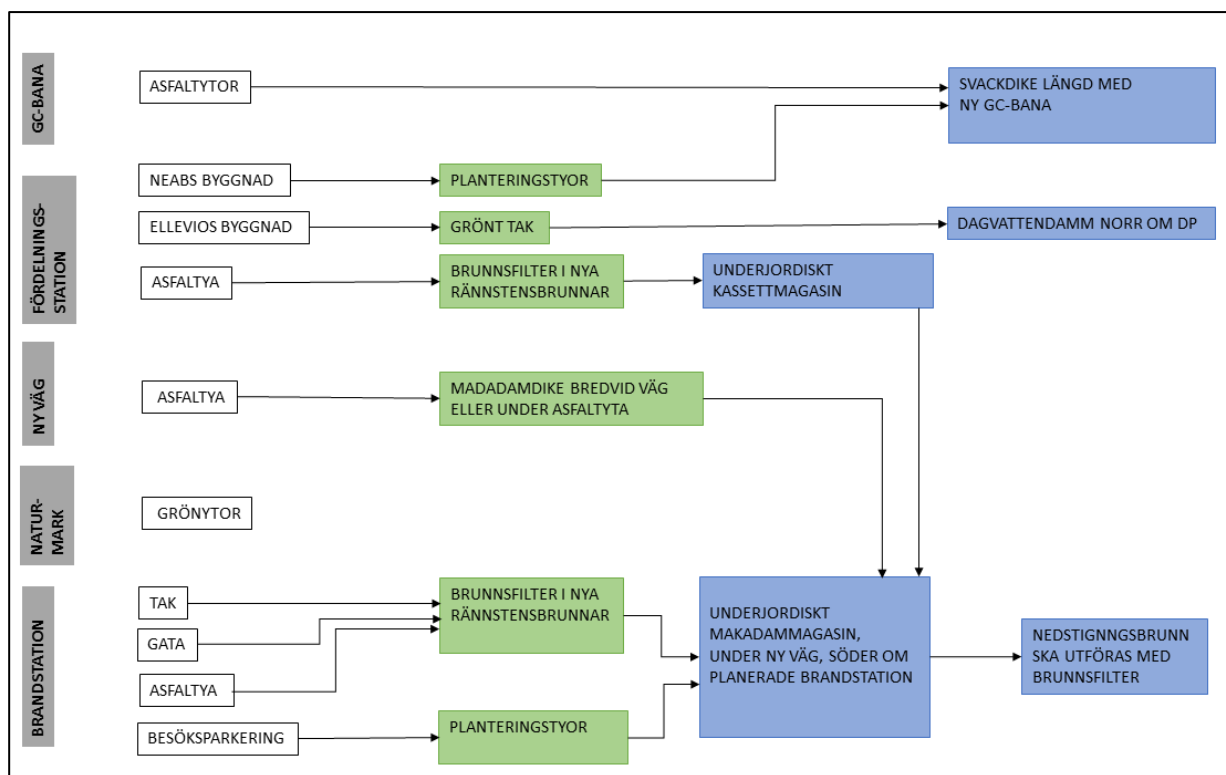 GC-BANA
ASFALTYTOR
SVACKDIKE LÄNGD MED
NY GC-BANA
FÖRDELNINGS-
STATION
NEABS BYGGNAD
PLANTERINGSTYOR
ELLEVIOS BYGGNAD
GRÖNT TAK
DAGVATTENDAMM NORR OM DP
ASFALTYA
BRUNNSFILTER I NYA
RÄNNSTENSBRUNNAR
UNDERJORDISKT
KASSETTMAGASIN
NY VÄG
ASFALTYA
MADADAMDIKE BREDVID VÄG
ELLER UNDER ASFALTYTA
NATUR-
MARK
GRÖNYTOR
BRANDSTATION
TAK
GATA
ASFALTYA
BESÖKSPARKERING
BRUNNSFILTER I NYA
RÄNNSTENSBRUNNAR
PLANTERINGSTYOR
UNDERJORDISKT
MAKADAMMAGASIN,
UNDER NY VÄG, SÖDER OM
PLANERADE BRANDSTATION
NEDSTIGNNGSBRUNN
SKA UTFÖRAS MED
BRUNNSFILTER